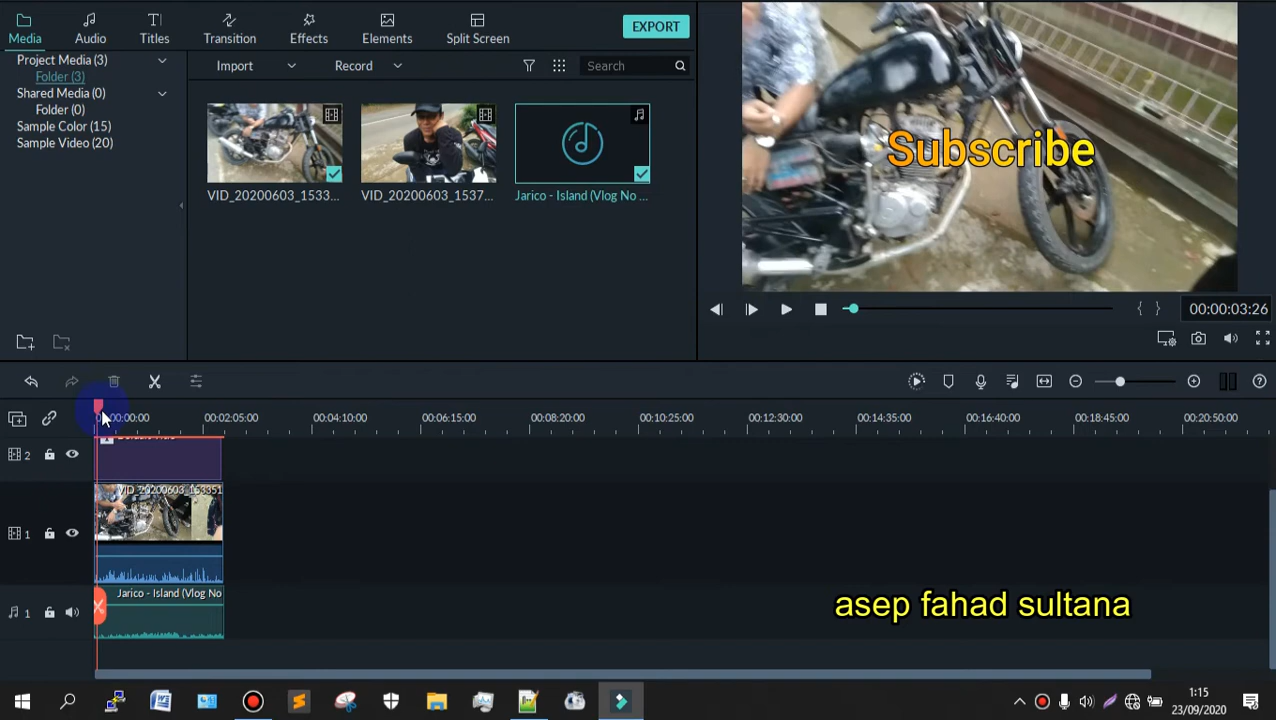 Media
Audio
Titles
Transition
Effects
Elements
Split Screen
EXPORT
Project Media (3)
Folder (3)
Shared Media (0)
Folder (0)
Sample Color (15)
Sample Video (20)
Import
Record
Search
VID_20200603_1533...
VID_20200603_1537...
Jarico - Island (Vlog No ...
Subscribe
00:00:03:26
00:00:00
00:02:05:00
00:04:10:00
00:06:15:00
00:08:20:00
00:10:25:00
00:12:30:00
00:14:35:00
00:16:40:00
00:18:45:00
00:20:50:00
2
Default Title
VID_20200603_153351
1
Jarico - Island (Vlog No
1
asep fahad sultana
1:15
23/09/2020